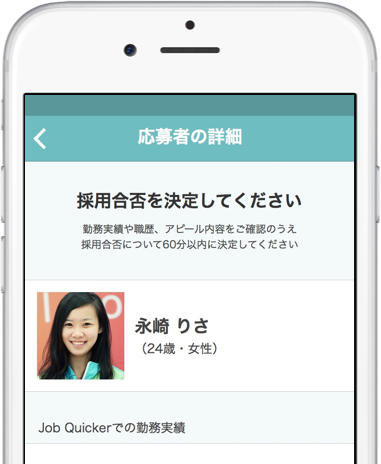 応募者の詳細
採用合否を決定してください
勤務実績や職歴、アピール内容をご確認のうえ
採用合否について60分以内に決定してください
永崎 りさ
（24歳・女性）
Job Quickerでの勤務実績